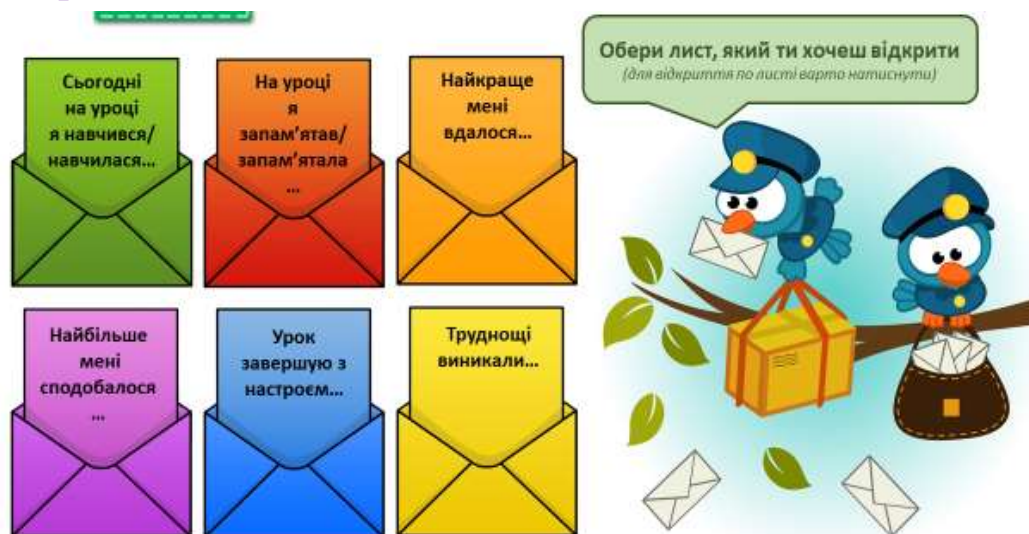 Сьогодні
на уроці
я навчився/
навчилася...
На уроці
я
запам'ятав/
запам'ятала
...
Найкраще
мені
вдалося...
Обери лист, який ти хочеш відкрити
(для відкриття по листі варто натиснути)
Найбільше
мені
сподобалося
...
Урок
завершую з
настроєм...
Труднощі
виникали...